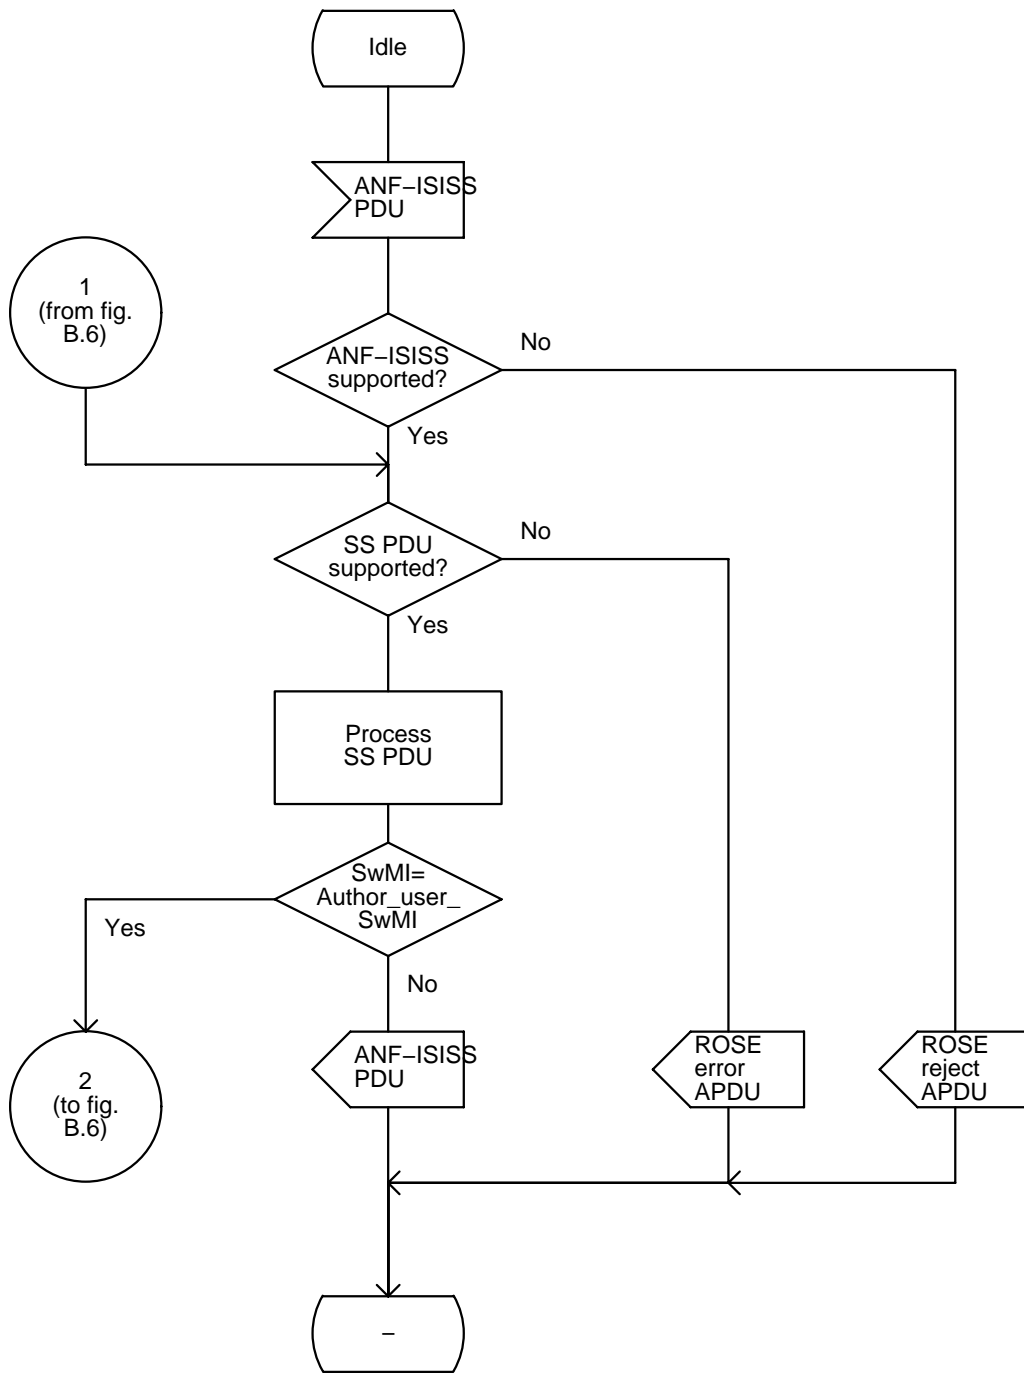 Idle
ANF–ISISS
PDU
1
(from fig.
B.6)
No
ANF–ISISS
supported?
Yes
No
SS PDU
supported?
Yes
Process
SS PDU
SwMI=
Author_user_
SwMI
Yes
No
2
(to fig.
B.6)
ANF–ISISS
PDU
ROSE
error
APDU
ROSE
reject
APDU
–